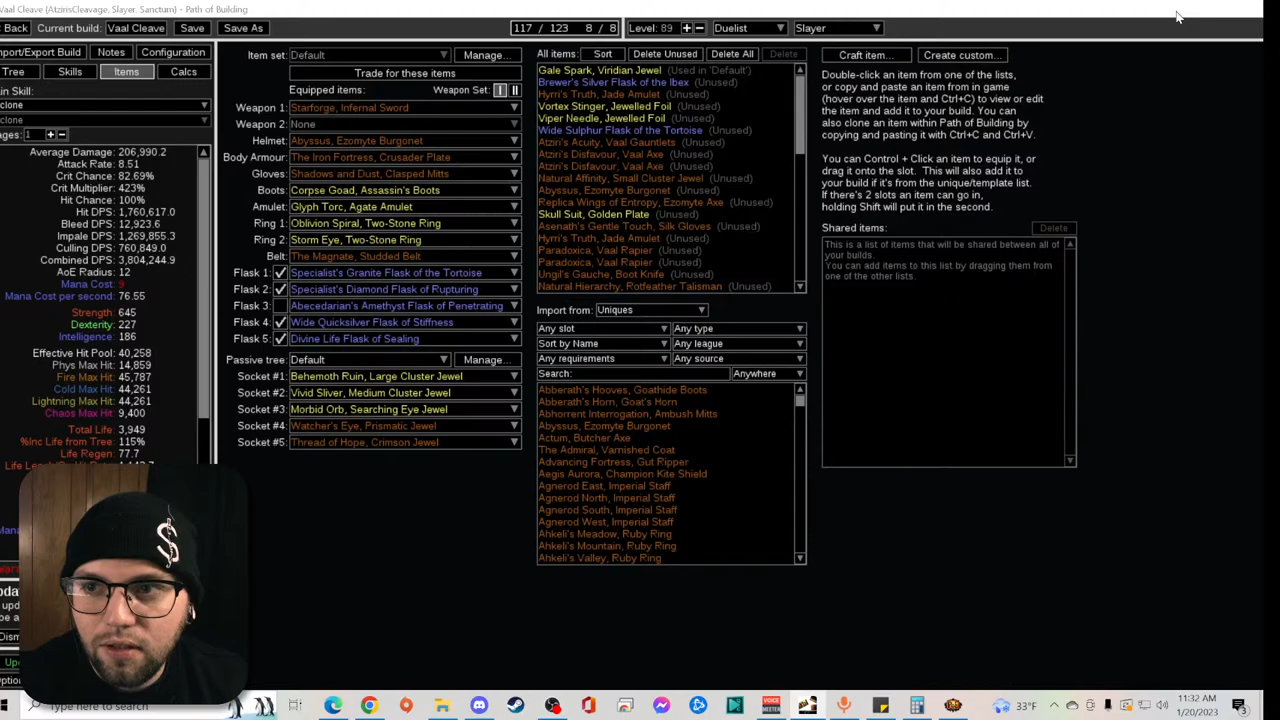 Vaal Cleave (AtzirisCleavage, Slayer, Sanctum) - Path of Building
Back Current build: Vaal Cleave Save Save As 117 / 123 8 / 8 Level: 89 + − Duelist Slayer
mport/Export Build Notes Configuration
Tree Skills Items Calcs
in Skill:
clone
clone
ages: 1 + −
Average Damage: 206,990.2
Attack Rate: 8.51
Crit Chance: 82.69%
Crit Multiplier: 423%
Hit Chance: 100%
Hit DPS: 1,760,617.0
Bleed DPS: 12,923.6
Impale DPS: 1,269,855.3
Culling DPS: 760,849.0
Combined DPS: 3,804,244.9
AoE Radius: 12
Mana Cost: 9
Mana Cost per second: 76.55
Strength: 645
Dexterity: 227
Intelligence: 186
Effective Hit Pool: 40,258
Phys Max Hit: 14,859
Fire Max Hit: 45,787
Cold Max Hit: 44,261
Lightning Max Hit: 44,261
Chaos Max Hit: 9,400
Total Life: 3,949
%Inc Life from Tree: 115%
Life Regen: 77.7
Item set: Default Manage...
Trade for these items
Equipped items: Weapon Set: I II
Weapon 1: Starforge, Infernal Sword
Weapon 2: None
Helmet: Abyssus, Ezomyte Burgonet
Body Armour: The Iron Fortress, Crusader Plate
Gloves: Shadows and Dust, Clasped Mitts
Boots: Corpse Goad, Assassin's Boots
Amulet: Glyph Torc, Agate Amulet
Ring 1: Oblivion Spiral, Two-Stone Ring
Ring 2: Storm Eye, Two-Stone Ring
Belt: The Magnate, Studded Belt
Flask 1: Specialist's Granite Flask of the Tortoise
Flask 2: Specialist's Diamond Flask of Rupturing
Flask 3: Abecedarian's Amethyst Flask of Penetrating
Flask 4: Wide Quicksilver Flask of Stiffness
Flask 5: Divine Life Flask of Sealing
Passive tree: Default Manage...
Socket #1: Behemoth Ruin, Large Cluster Jewel
Socket #2: Vivid Sliver, Medium Cluster Jewel
Socket #3: Morbid Orb, Searching Eye Jewel
Socket #4: Watcher's Eye, Prismatic Jewel
Socket #5: Thread of Hope, Crimson Jewel
All items: Sort Delete Unused Delete All Delete
Gale Spark, Viridian Jewel (Used in 'Default')
Brewer's Silver Flask of the Ibex (Unused)
Hyrri's Truth, Jade Amulet (Unused)
Vortex Stinger, Jewelled Foil (Unused)
Viper Needle, Jewelled Foil (Unused)
Wide Sulphur Flask of the Tortoise (Unused)
Atziri's Acuity, Vaal Gauntlets (Unused)
Atziri's Disfavour, Vaal Axe (Unused)
Atziri's Disfavour, Vaal Axe (Unused)
Natural Affinity, Small Cluster Jewel (Unused)
Abyssus, Ezomyte Burgonet (Unused)
Replica Wings of Entropy, Ezomyte Axe (Unused)
Skull Suit, Golden Plate (Unused)
Asenath's Gentle Touch, Silk Gloves (Unused)
Hyrri's Truth, Jade Amulet (Unused)
Paradoxica, Vaal Rapier (Unused)
Paradoxica, Vaal Rapier (Unused)
Ungil's Gauche, Boot Knife (Unused)
Natural Hierarchy, Rotfeather Talisman (Unused)
Import from: Uniques
Any slot Any type
Sort by Name Any league
Any requirements Any source
Search: Anywhere
Abberath's Hooves, Goathide Boots
Abberath's Horn, Goat's Horn
Abhorrent Interrogation, Ambush Mitts
Abyssus, Ezomyte Burgonet
Actum, Butcher Axe
The Admiral, Varnished Coat
Advancing Fortress, Gut Ripper
Aegis Aurora, Champion Kite Shield
Agnerod East, Imperial Staff
Agnerod North, Imperial Staff
Agnerod South, Imperial Staff
Agnerod West, Imperial Staff
Ahkeli's Meadow, Ruby Ring
Ahkeli's Mountain, Ruby Ring
Ahkeli's Valley, Ruby Ring
Craft item... Create custom...
Double-click an item from one of the lists,
or copy and paste an item from in game
(hover over the item and Ctrl+C) to view or edit
the item and add it to your build. You can
also clone an item within Path of Building by
copying and pasting it with Ctrl+C and Ctrl+V.
You can Control + Click an item to equip it, or
drag it onto the slot. This will also add it to
your build if it's from the unique/template list.
If there's 2 slots an item can go in,
holding Shift will put it in the second.
Shared items: Delete
This is a list of items that will be shared between all of
your builds.
You can add items to this list by dragging them from
one of the other lists.
$
Type here to search
VOICE
MEETER
33°F
11:32 AM
1/20/2023
3